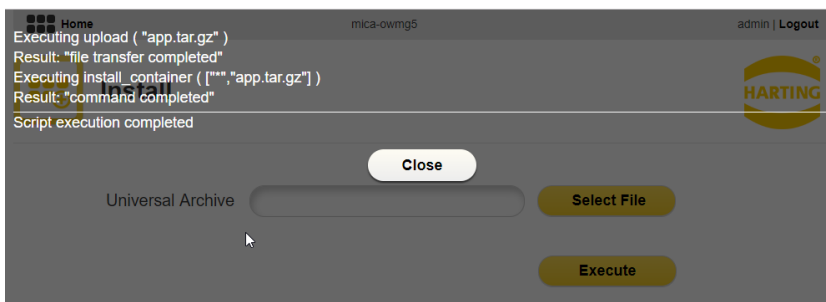 Home
mica-owmg5
admin | Logout
Executing upload ( "app.tar.gz" )
Result: "file transfer completed"
Executing install_container ( ["*","app.tar.gz"] )
Result: "command completed"
Install
HARTING
Script execution completed
Close
Universal Archive
Select File
Execute